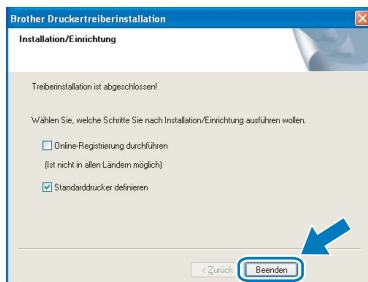 Brother Druckertreiberinstallation
Installation/Einrichtung
Treiberinstallation ist abgeschlossen!
Wählen Sie, welche Schritte Sie nach Installation/Einrichtung ausführen wollen.
Online-Registrierung durchführen
(Ist nicht in allen Ländern möglich)
Standarddrucker definieren
< Zurück
Beenden